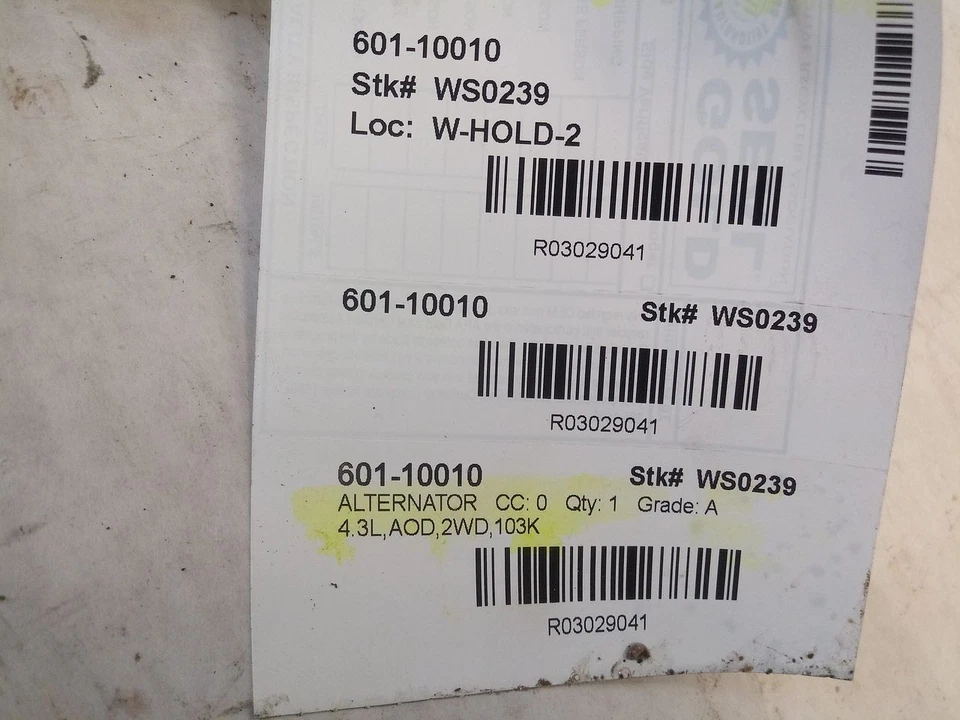 601-10010
Stk# WS0239
Loc: W-HOLD-2
R03029041
601-10010 Stk# WS0239
R03029041
601-10010 Stk# WS0239
ALTERNATOR CC: 0 Qty: 1 Grade: A
4.3L,AOD,2WD,103K
R03029041